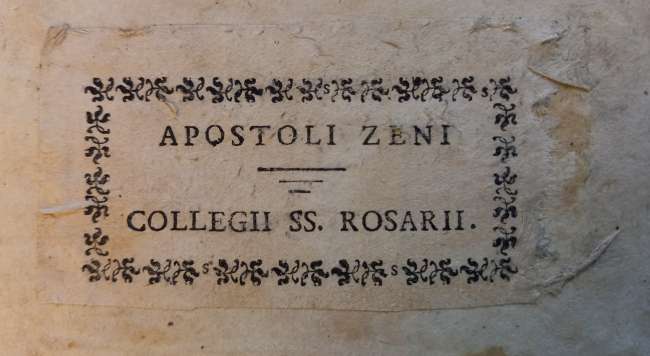 APOSTOLI ZENI
COLLEGII SS. ROSARII.